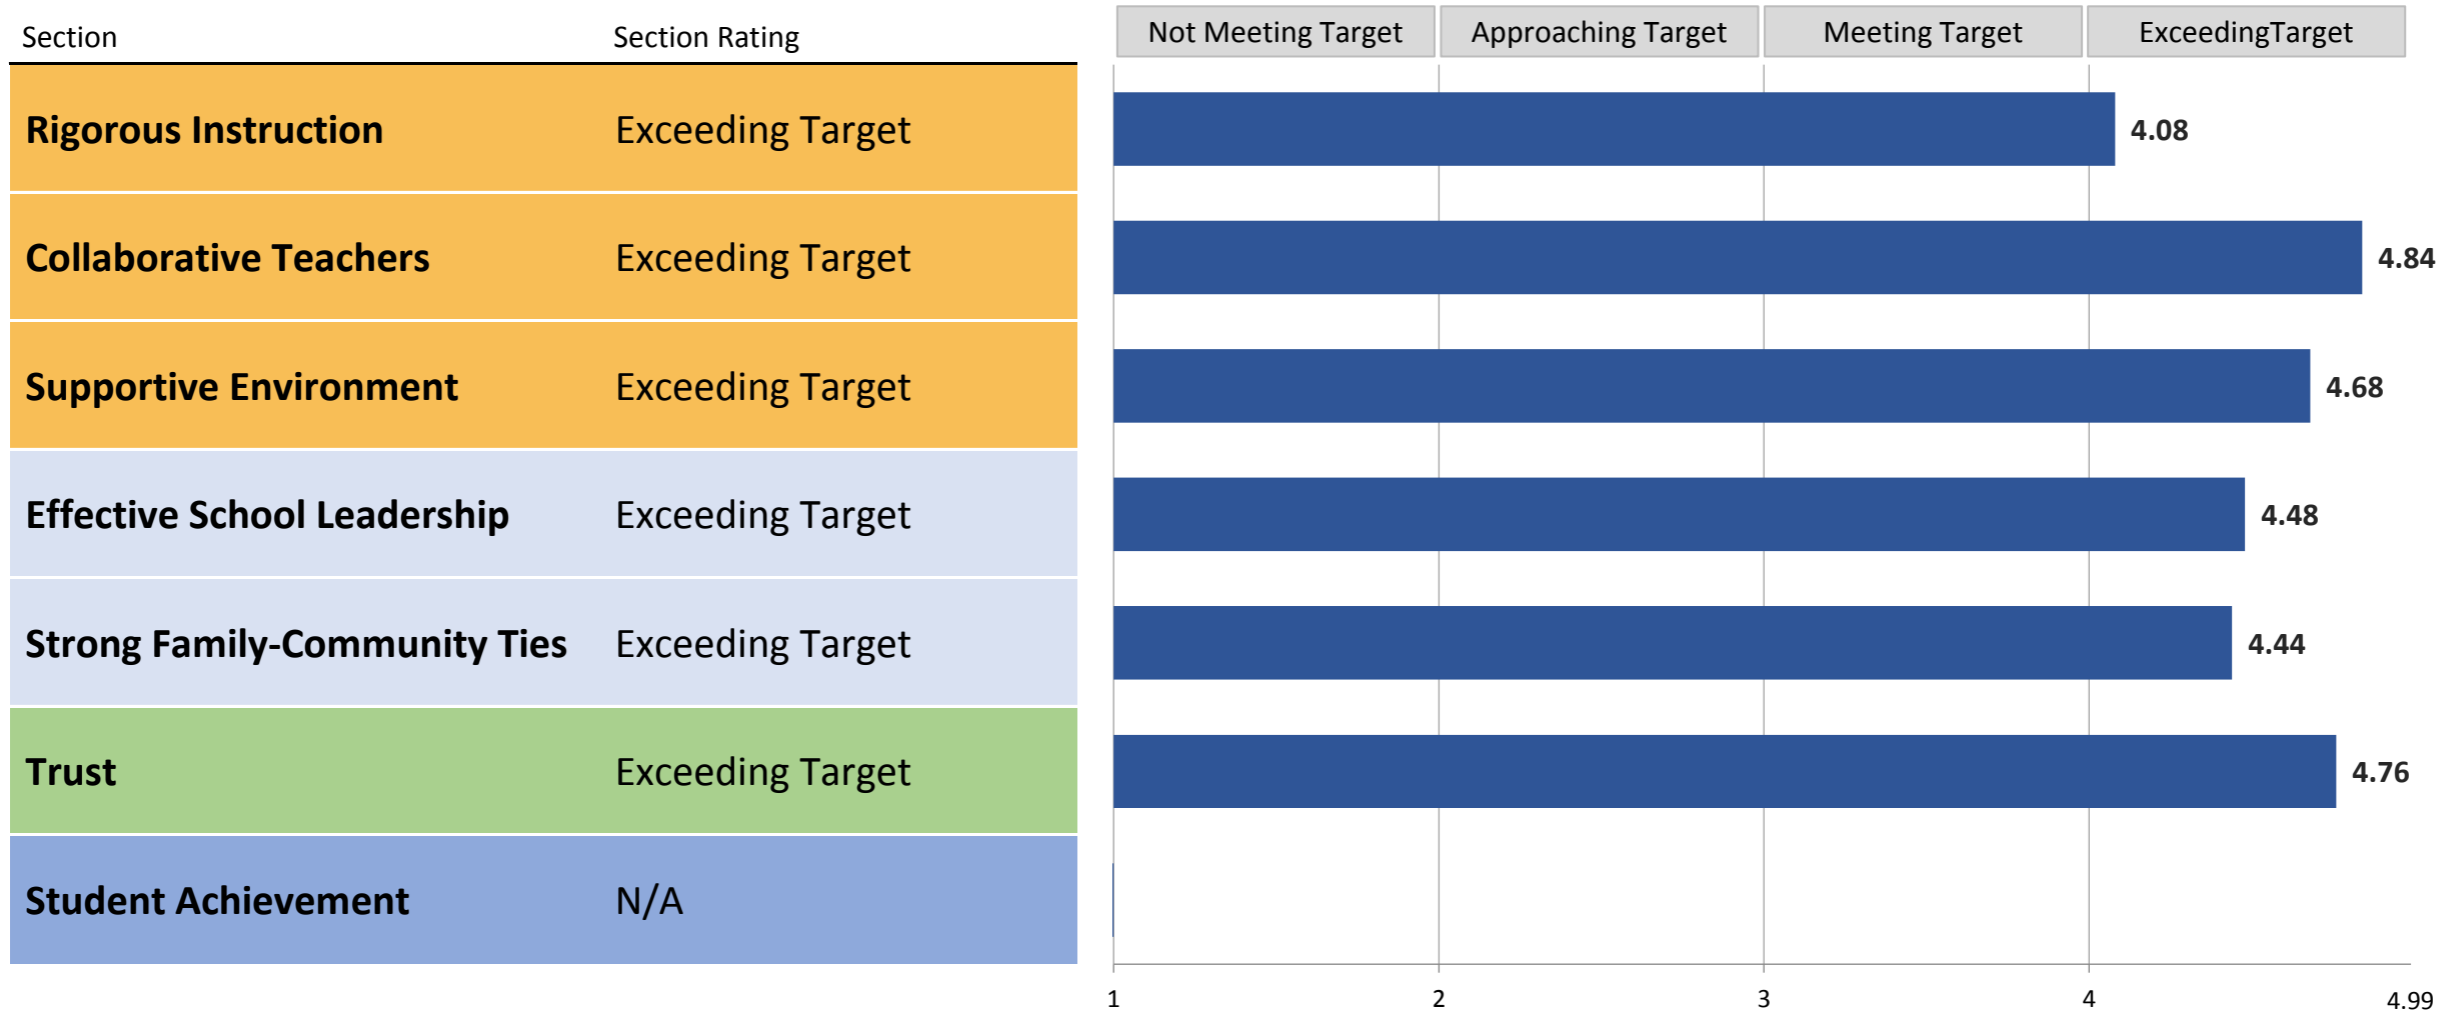 Section Section Rating Not Meeting Target Approaching Target Meeting Target ExceedingTarget
Rigorous Instruction Exceeding Target 4.08
Collaborative Teachers Exceeding Target 4.84
Supportive Environment Exceeding Target 4.68
Effective School Leadership Exceeding Target 4.48
Strong Family-Community Ties Exceeding Target 4.44
Trust Exceeding Target 4.76
Student Achievement N/A
1 2 3 4 4.99